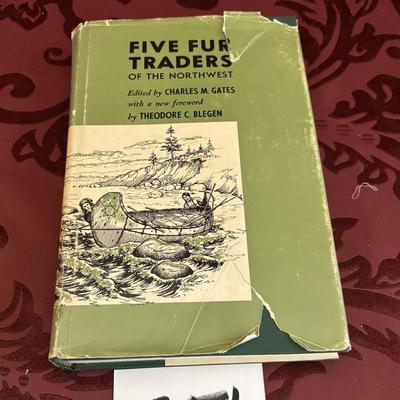 FIVE FUR
TRADERS
OF THE NORTHWEST
Edited by CHARLES M. GATES
with a new foreword
by THEODORE C. BLEGEN